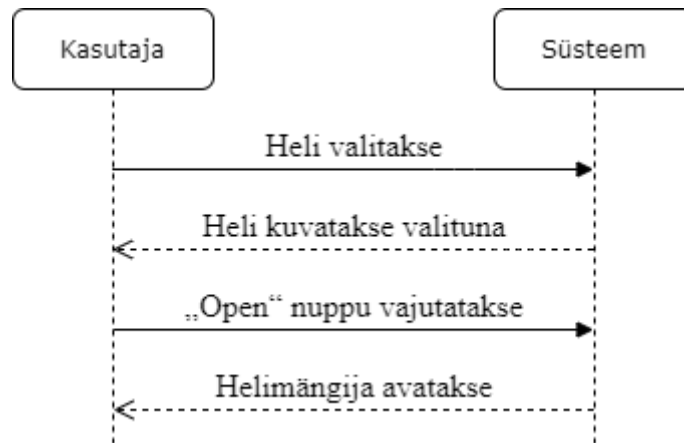 Kasutaja
Süsteem
Heli valitakse
Heli kuvatakse valituna
„Open“ nuppu vajutatakse
Helimängija avatakse